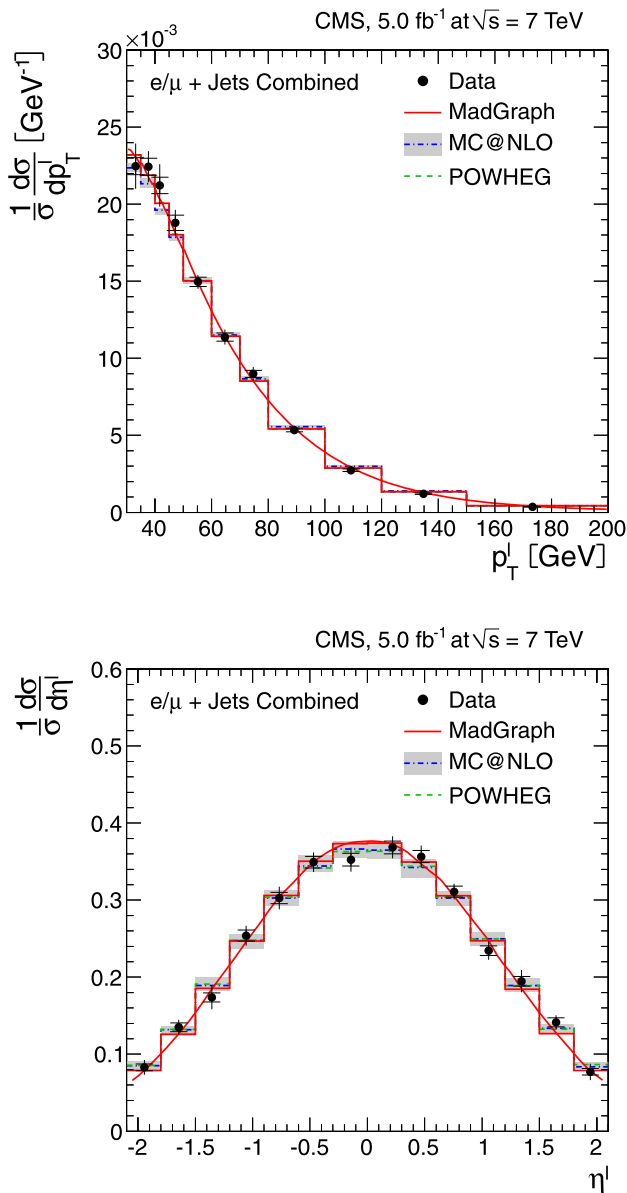 CMS, 5.0 fb⁻¹ at √s = 7 TeV
×10⁻³
30
25
20
15
10
5
0
1/σ dσ/dp_T^l [GeV⁻¹]
e/μ + Jets Combined
Data
MadGraph
MC@NLO
POWHEG
40 60 80 100 120 140 160 180 200
p_T^l [GeV]
CMS, 5.0 fb⁻¹ at √s = 7 TeV
0.6
0.5
0.4
0.3
0.2
0.1
0
1/σ dσ/dη^l
e/μ + Jets Combined
Data
MadGraph
MC@NLO
POWHEG
-2 -1.5 -1 -0.5 0 0.5 1 1.5 2
η^l